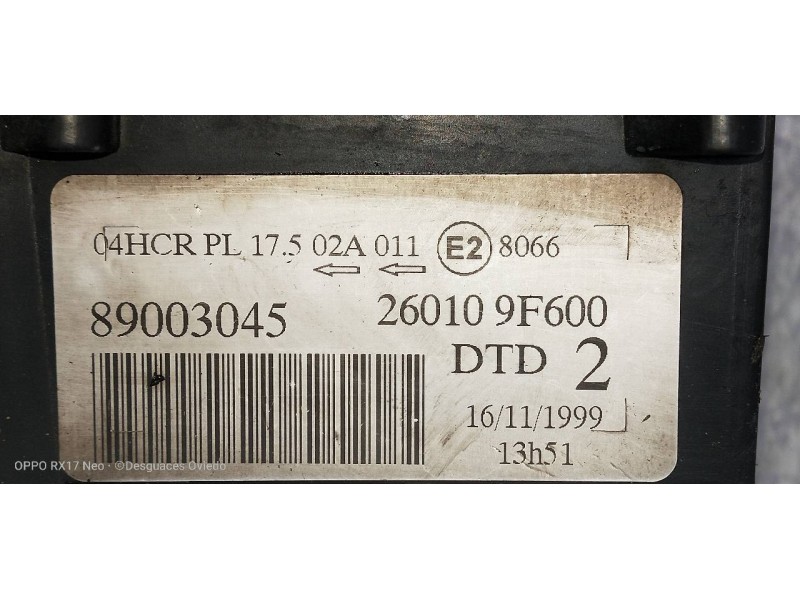 04HCR PL 17.5 02A 011 E2 8066
89003045 26010 9F600
DTD 2
16/11/1999
13h51
OPPO RX17 Neo · ©Desguaces Oviedo